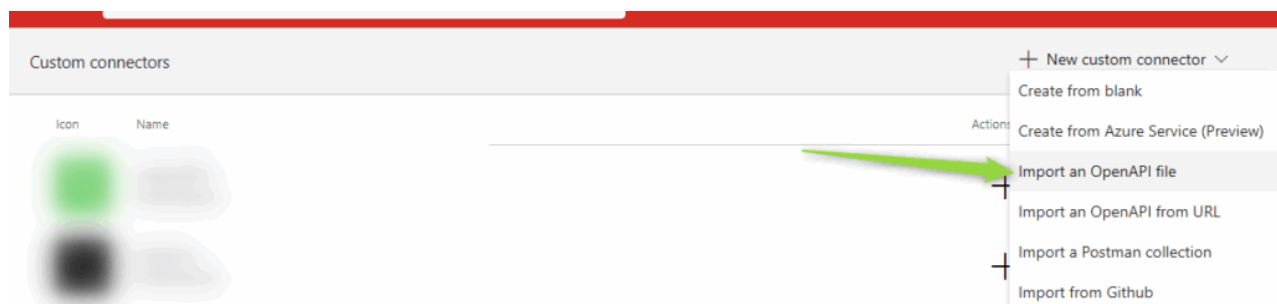 Custom connectors
New custom connector
Create from blank
Icon Name Actions
Create from Azure Service (Preview)
Import an OpenAPI file
Import an OpenAPI from URL
Import a Postman collection
Import from Github